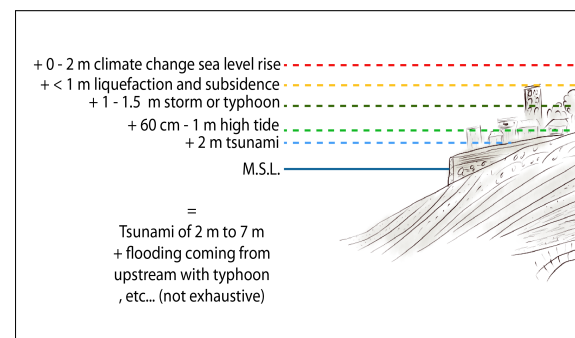 + 0 - 2 m climate change sea level rise
+ < 1 m liquefaction and subsidence
+ 1 - 1.5 m storm or typhoon
+ 60 cm - 1 m high tide
+ 2 m tsunami
M.S.L.
=
Tsunami of 2 m to 7 m
+ flooding coming from
upstream with typhoon
, etc... (not exhaustive)